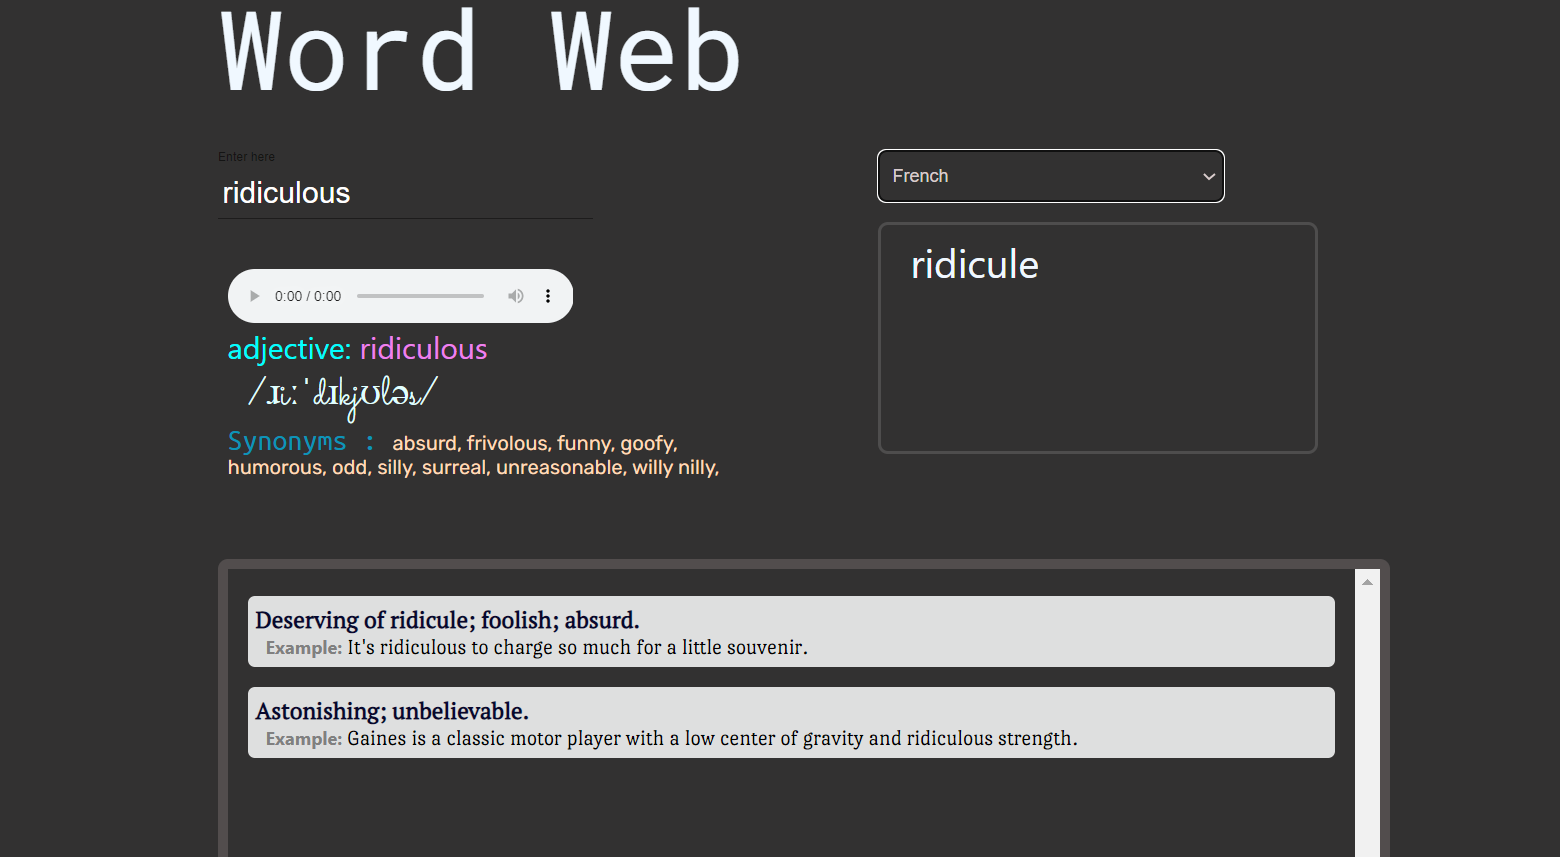 Word Web
Enter here
ridiculous
French
ridicule
0:00 / 0:00
adjective: ridiculous
/ɹiːˈdɪkjʊləs/
Synonyms : absurd, frivolous, funny, goofy,
humorous, odd, silly, surreal, unreasonable, willy nilly,
Deserving of ridicule; foolish; absurd.
Example: It's ridiculous to charge so much for a little souvenir.
Astonishing; unbelievable.
Example: Gaines is a classic motor player with a low center of gravity and ridiculous strength.